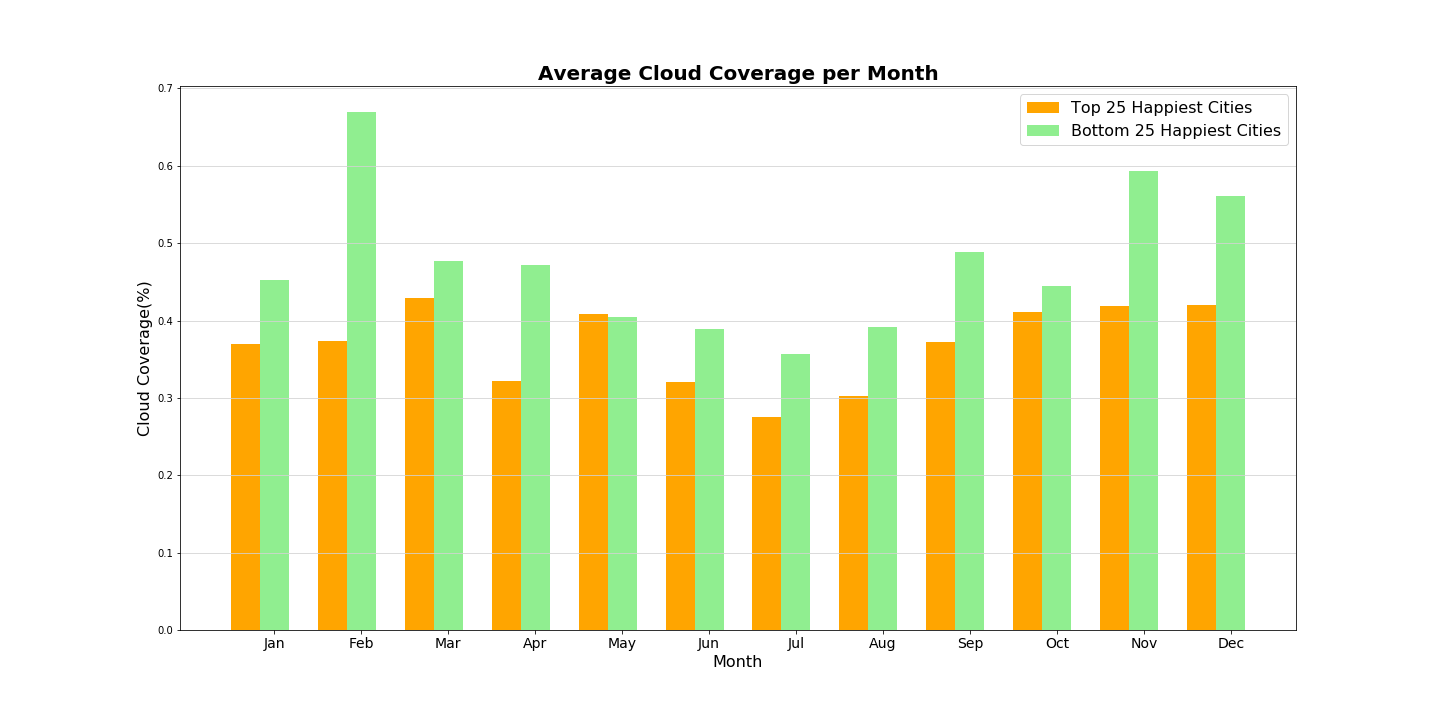 Average Cloud Coverage per Month
Top 25 Happiest Cities
Bottom 25 Happiest Cities
Cloud Coverage(%)
0.7
0.6
0.5
0.4
0.3
0.2
0.1
0.0
Jan Feb Mar Apr May Jun Jul Aug Sep Oct Nov Dec
Month